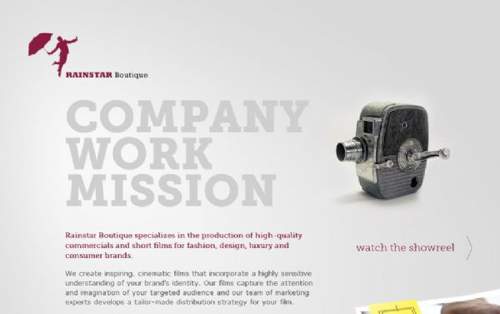 RAINSTAR Boutique
COMPANY
WORK
MISSION
Rainstar Boutique specializes in the production of high-quality
commercials and short films for fashion, design, luxury and
consumer brands.
watch the showreel
We create inspiring, cinematic films that incorporate a highly sensitive
understanding of your brand's identity. Our films capture the attention
and imagination of your targeted audience and our team of marketing
experts develops a tailor-made distribution strategy for your film.